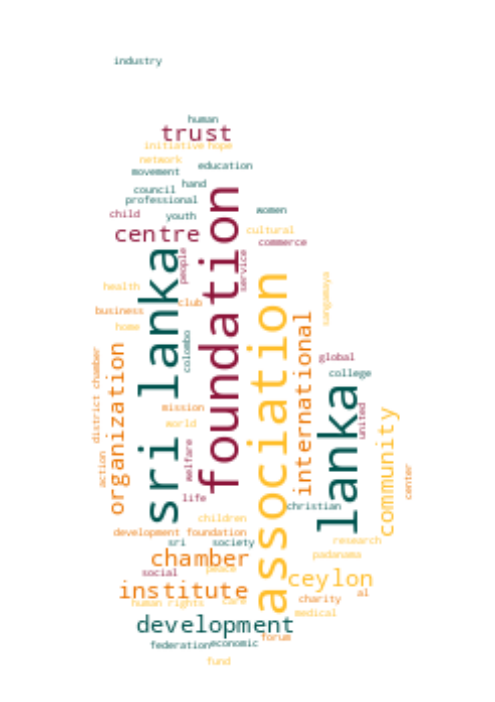 industry
human
trust
initiative hope
network
education
movement
hand
council
professional
women
child
youth
cultural
centre
commerce
foundation
sri lanka
people
service
association
sangamaya
health
club
business
home
international
colombo
global
organization
district chamber
college
lanka
mission
united
community
world
welfare
action
center
life
christian
children
development foundation
sri
society
research
padanama
chamber
peace
social
ceylon
institute
al
care
charity
human rights
medical
development
forum
federation
economic
fund